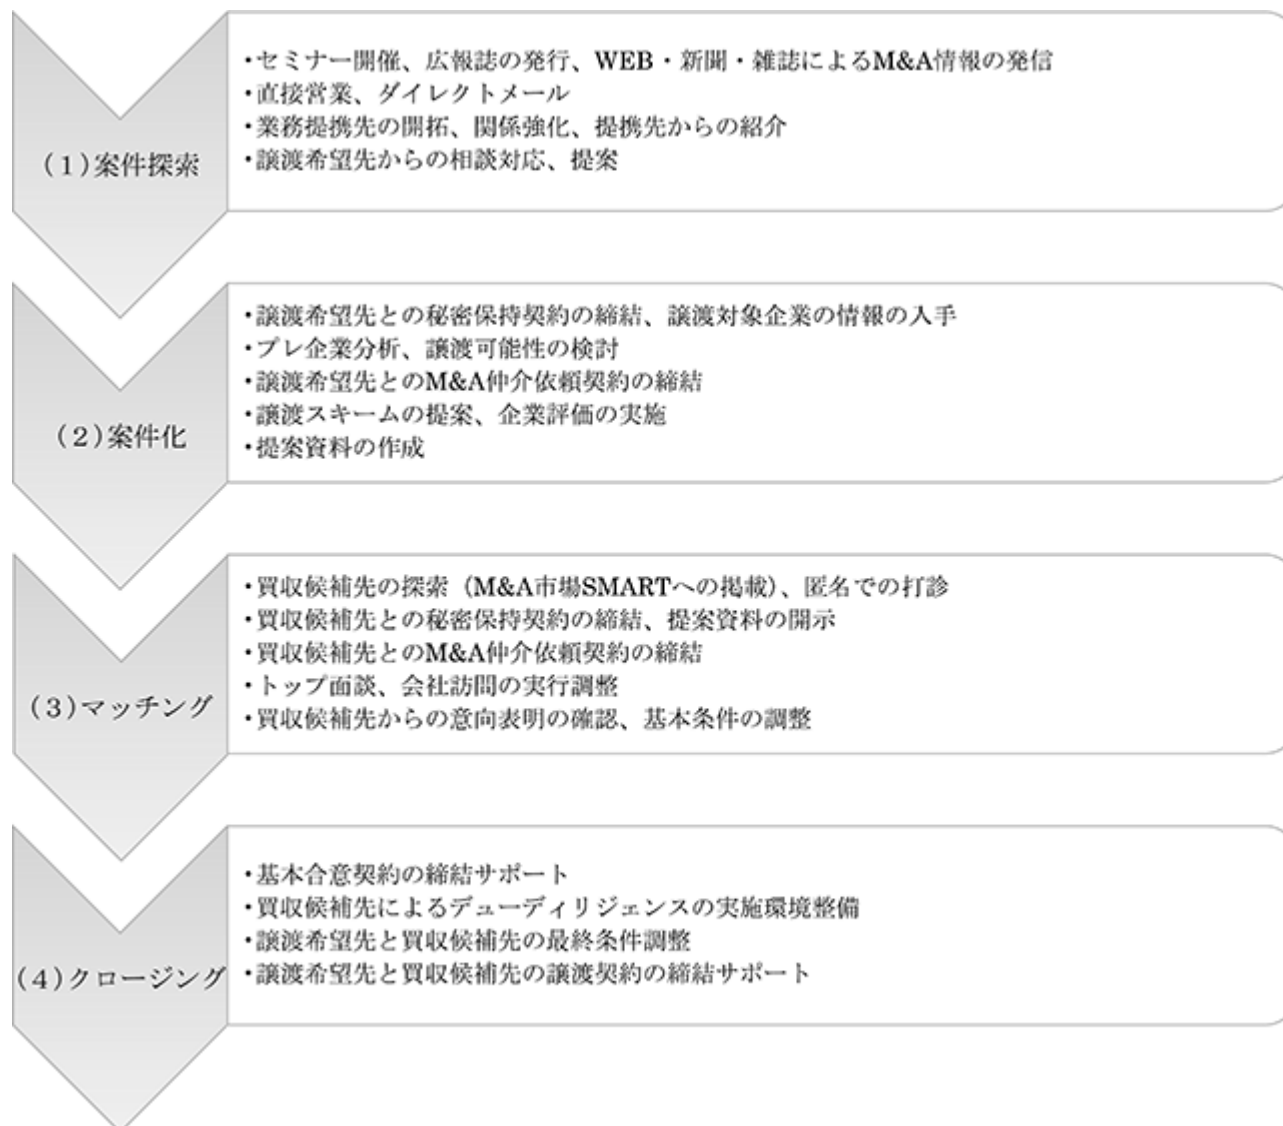 (1)案件探索
・セミナー開催、広報誌の発行、WEB・新聞・雑誌によるM&A情報の発信
・直接営業、ダイレクトメール
・業務提携先の開拓、関係強化、提携先からの紹介
・譲渡希望先からの相談対応、提案
(2)案件化
・譲渡希望先との秘密保持契約の締結、譲渡対象企業の情報の入手
・プレ企業分析、譲渡可能性の検討
・譲渡希望先とのM&A仲介依頼契約の締結
・譲渡スキームの提案、企業評価の実施
・提案資料の作成
(3)マッチング
・買収候補先の探索（M&A市場SMARTへの掲載）、匿名での打診
・買収候補先との秘密保持契約の締結、提案資料の開示
・買収候補先とのM&A仲介依頼契約の締結
・トップ面談、会社訪問の実行調整
・買収候補先からの意向表明の確認、基本条件の調整
(4)クロージング
・基本合意契約の締結サポート
・買収候補先によるデューディリジェンスの実施環境整備
・譲渡希望先と買収候補先の最終条件調整
・譲渡希望先と買収候補先の譲渡契約の締結サポート